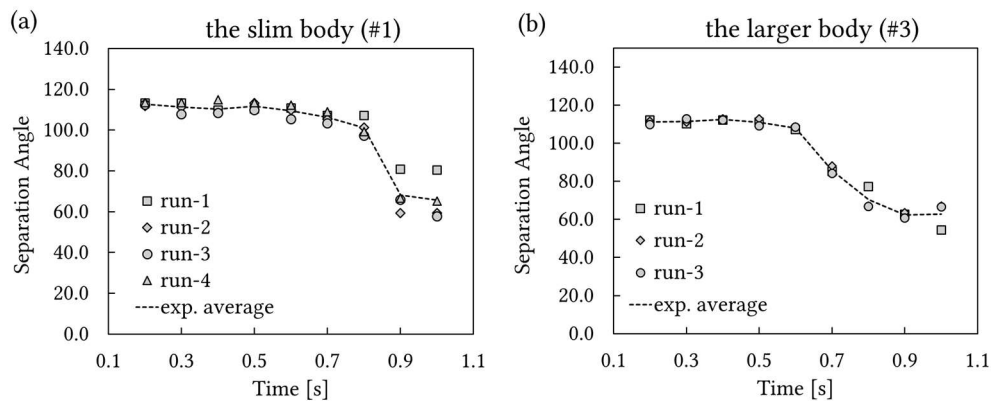 (a)
the slim body (#1)
140.0
120.0
100.0
80.0
60.0
40.0
20.0
0.0
Separation Angle
run-1
run-2
run-3
run-4
exp. average
0.1
0.3
0.5
0.7
0.9
1.1
Time [s]
(b)
the larger body (#3)
140.0
120.0
100.0
80.0
60.0
40.0
20.0
0.0
Separation Angle
run-1
run-2
run-3
exp. average
0.1
0.3
0.5
0.7
0.9
1.1
Time [s]